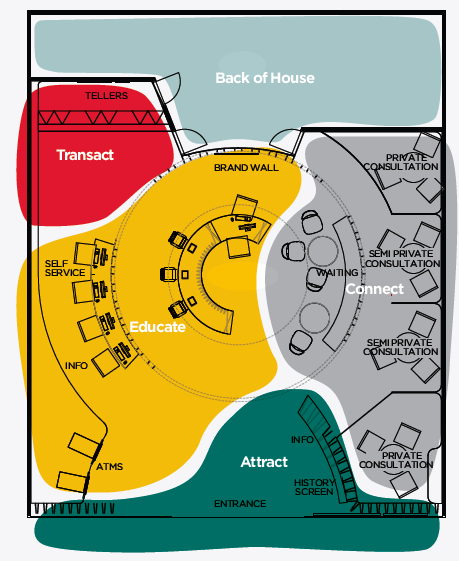 Back of House
TELLERS
Transact
BRAND WALL
PRIVATE
CONSULTATION
SELF
SERVICE
WAITING
SEMI PRIVATE
CONSULTATION
Connect
Educate
SEMI PRIVATE
CONSULTATION
INFO
INFO
Attract
ATMS
PRIVATE
CONSULTATION
HISTORY
SCREEN
ENTRANCE